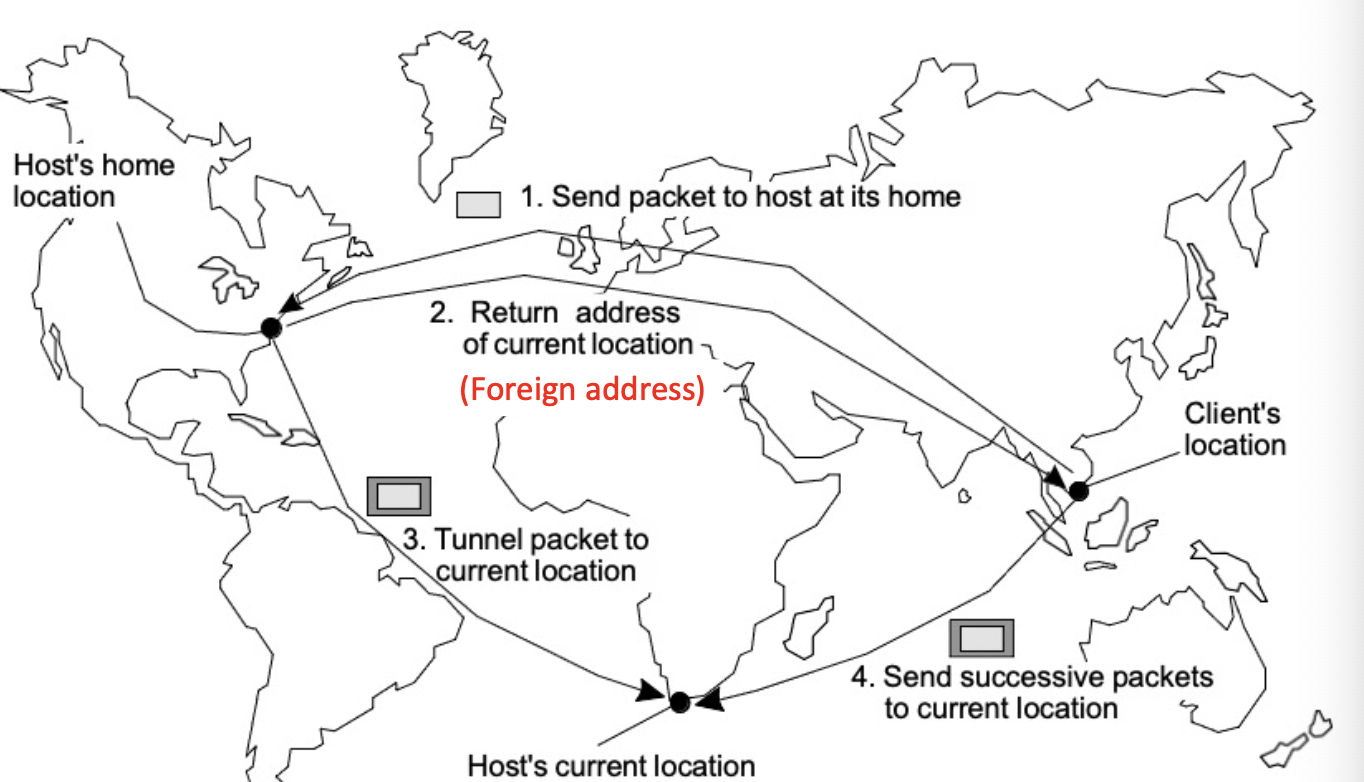 Host's home
location
1. Send packet to host at its home
2. Return address
of current location
(Foreign address)
Client's
location
3. Tunnel packet to
current location
4. Send successive packets
to current location
Host's current location